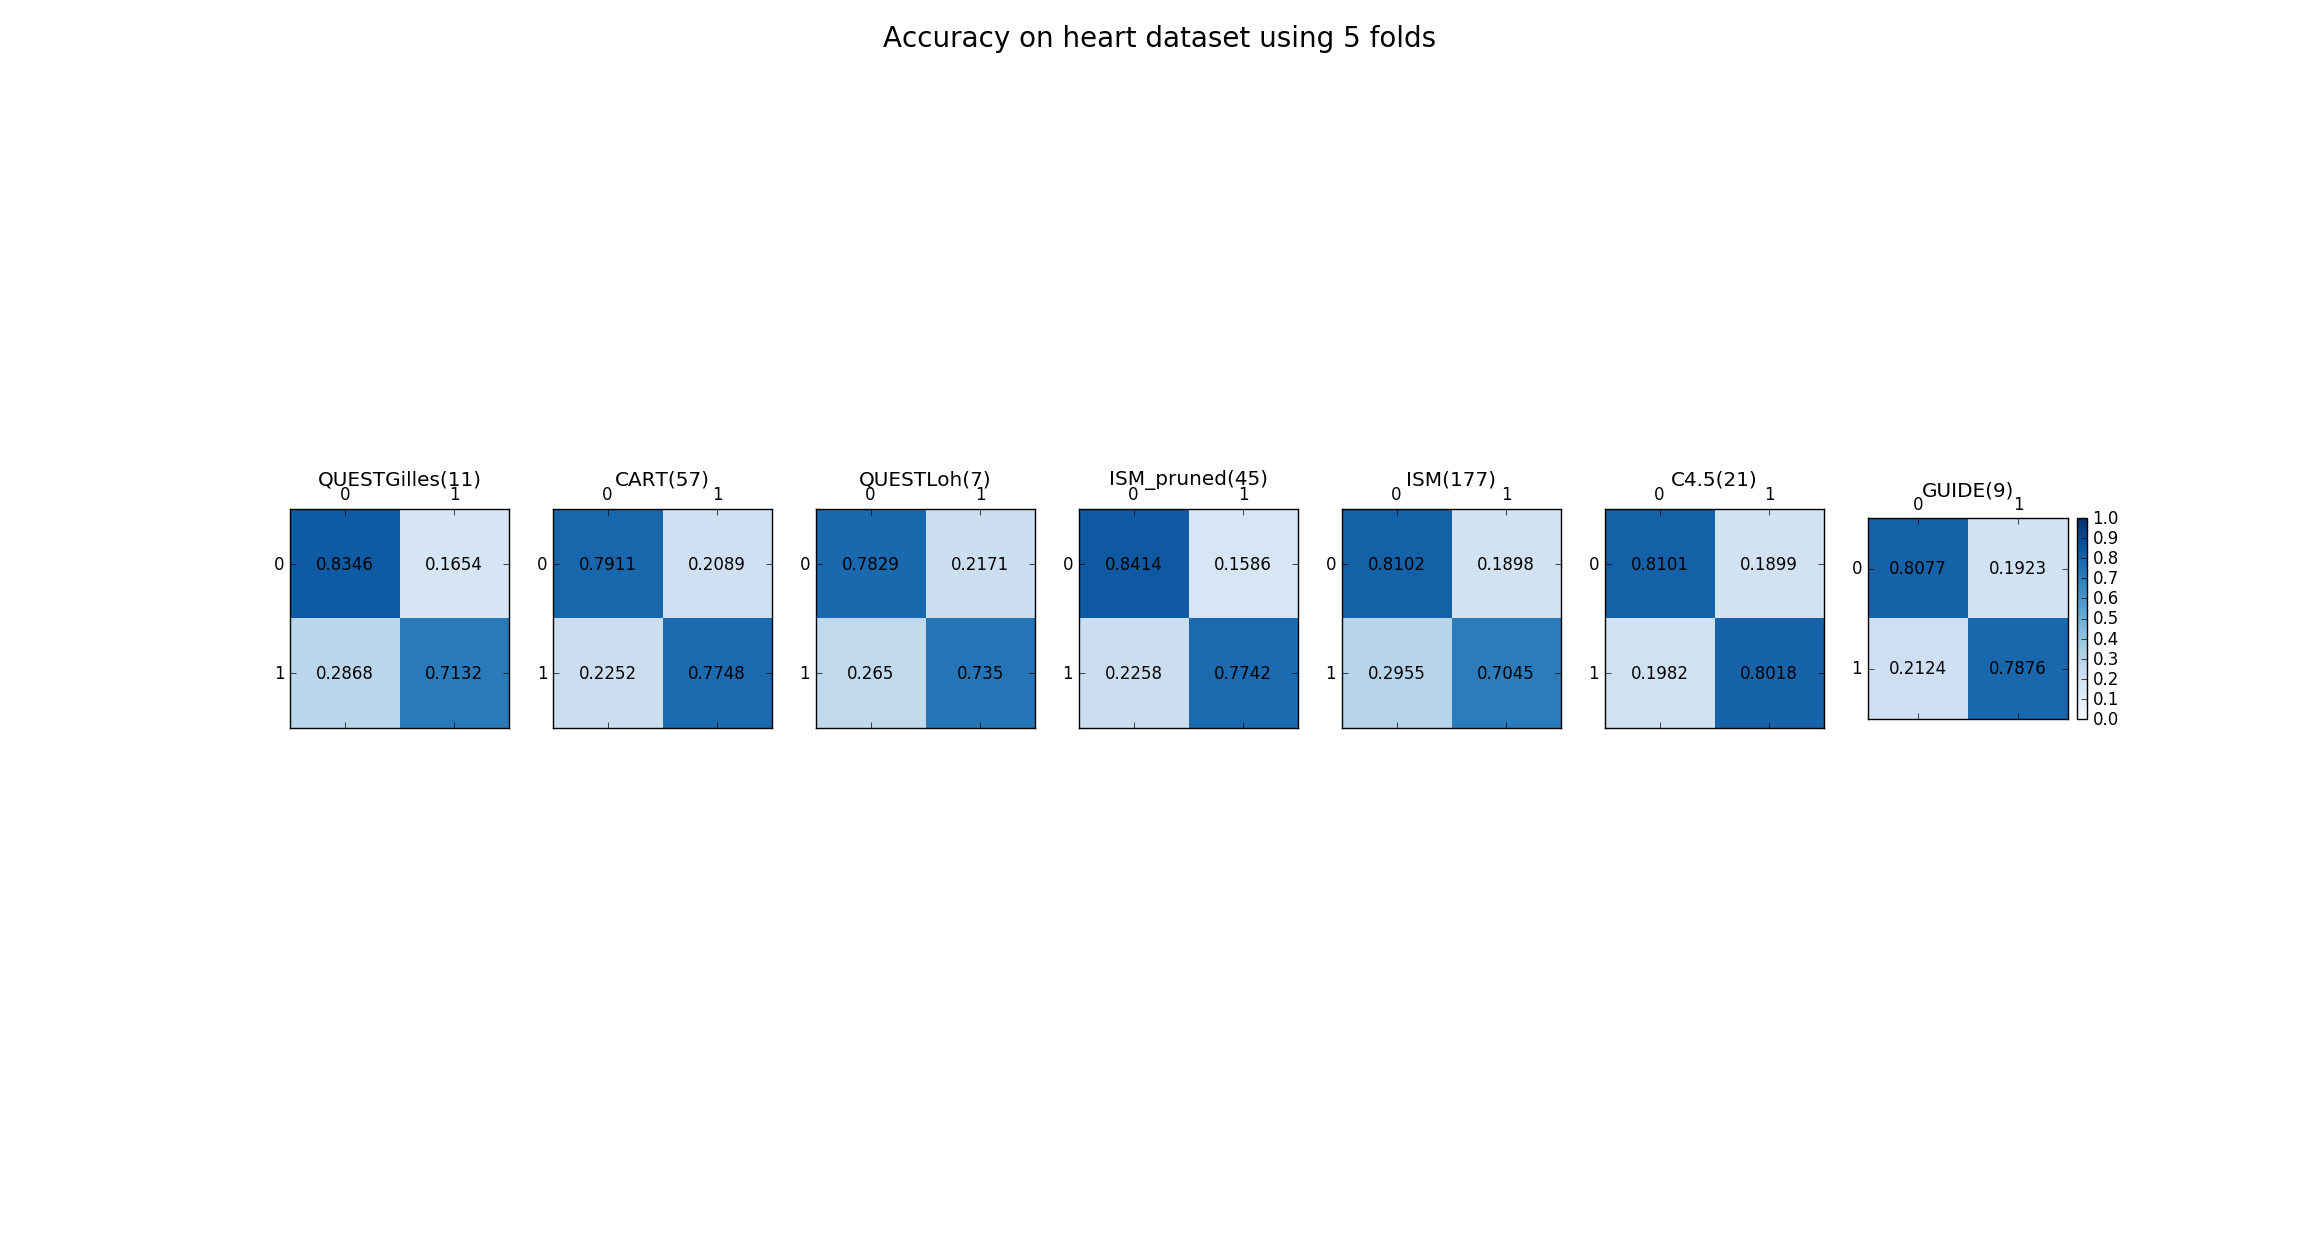 Accuracy on heart dataset using 5 folds
QUESTGilles(11)
0 1
0 0.8346 0.1654
1 0.2868 0.7132
CART(57)
0 1
0 0.7911 0.2089
1 0.2252 0.7748
QUESTLoh(7)
0 1
0 0.7829 0.2171
1 0.265 0.735
ISM_pruned(45)
0 1
0 0.8414 0.1586
1 0.2258 0.7742
ISM(177)
0 1
0 0.8102 0.1898
1 0.2955 0.7045
C4.5(21)
0 1
0 0.8101 0.1899
1 0.1982 0.8018
GUIDE(9)
0 1
0 0.8077 0.1923
1 0.2124 0.7876
1.0
0.9
0.8
0.7
0.6
0.5
0.4
0.3
0.2
0.1
0.0